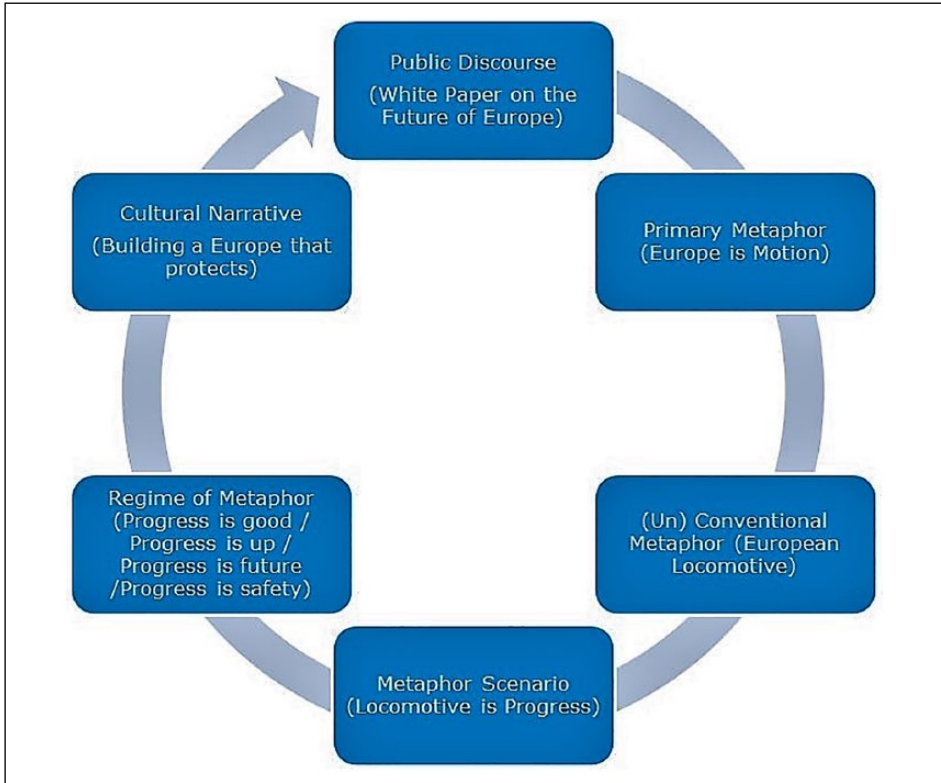 Public Discourse
(White Paper on the
Future of Europe)
Primary Metaphor
(Europe is Motion)
(Un) Conventional
Metaphor (European
Locomotive)
Metaphor Scenario
(Locomotive is Progress)
Regime of Metaphor
(Progress is good /
Progress is up /
Progress is future
/Progress is safety)
Cultural Narrative
(Building a Europe that
protects)